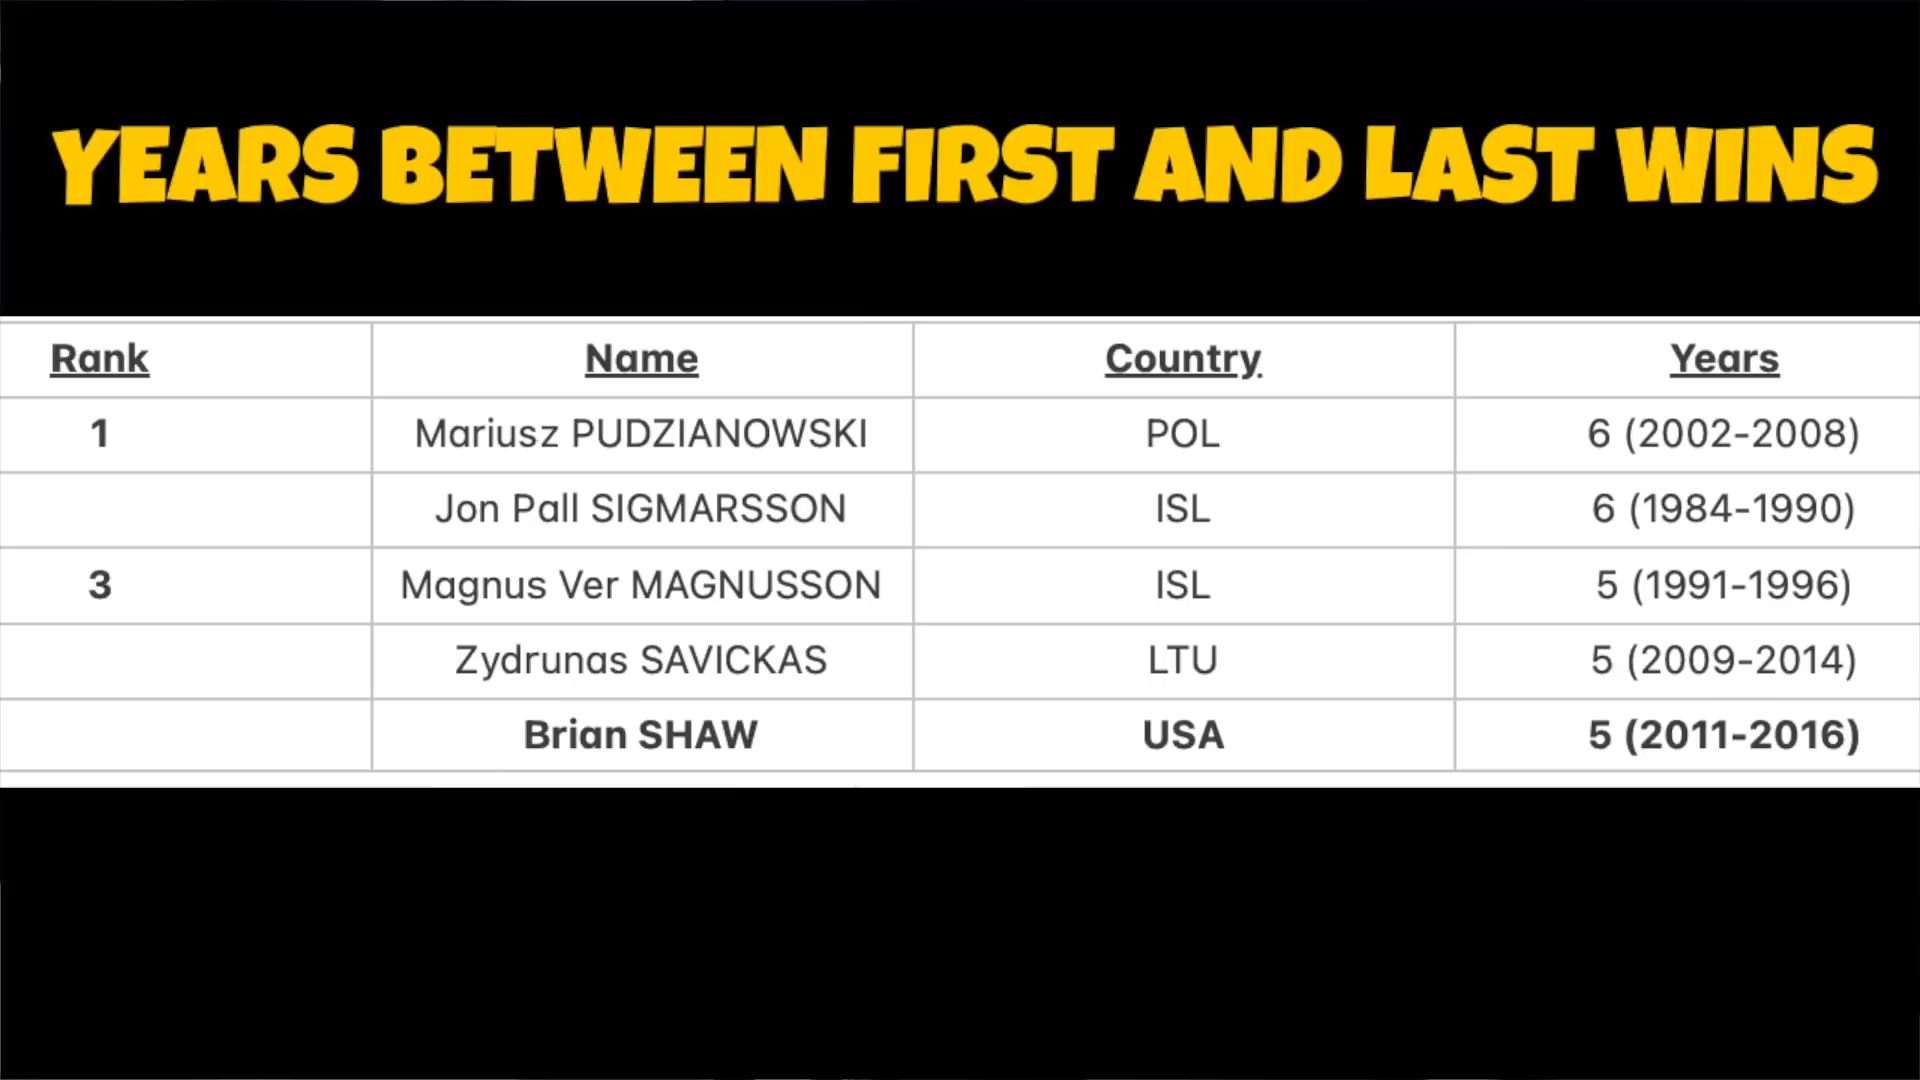 YEARS BETWEEN FIRST AND LAST WINS
Rank Name Country Years
1 Mariusz PUDZIANOWSKI POL 6 (2002-2008)
Jon Pall SIGMARSSON ISL 6 (1984-1990)
3 Magnus Ver MAGNUSSON ISL 5 (1991-1996)
Zydrunas SAVICKAS LTU 5 (2009-2014)
Brian SHAW USA 5 (2011-2016)